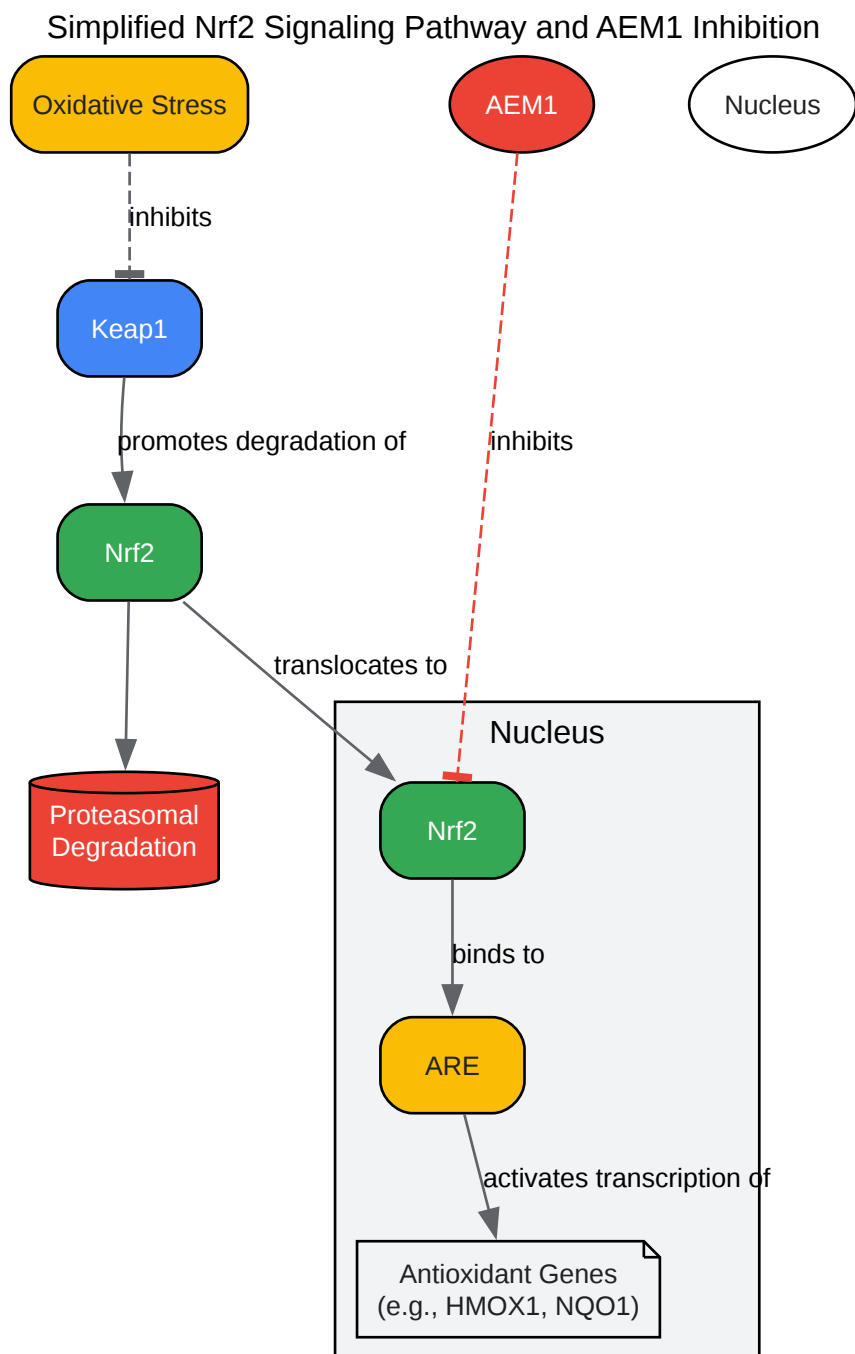 Simplified Nrf2 Signaling Pathway and AEM1 Inhibition
Oxidative Stress
AEM1
Nucleus
inhibits
Keap1
promotes degradation of
inhibits
Nrf2
translocates to
Nucleus
Proteasomal
Degradation
Nrf2
binds to
ARE
activates transcription of
Antioxidant Genes
(e.g., HMOX1, NQO1)